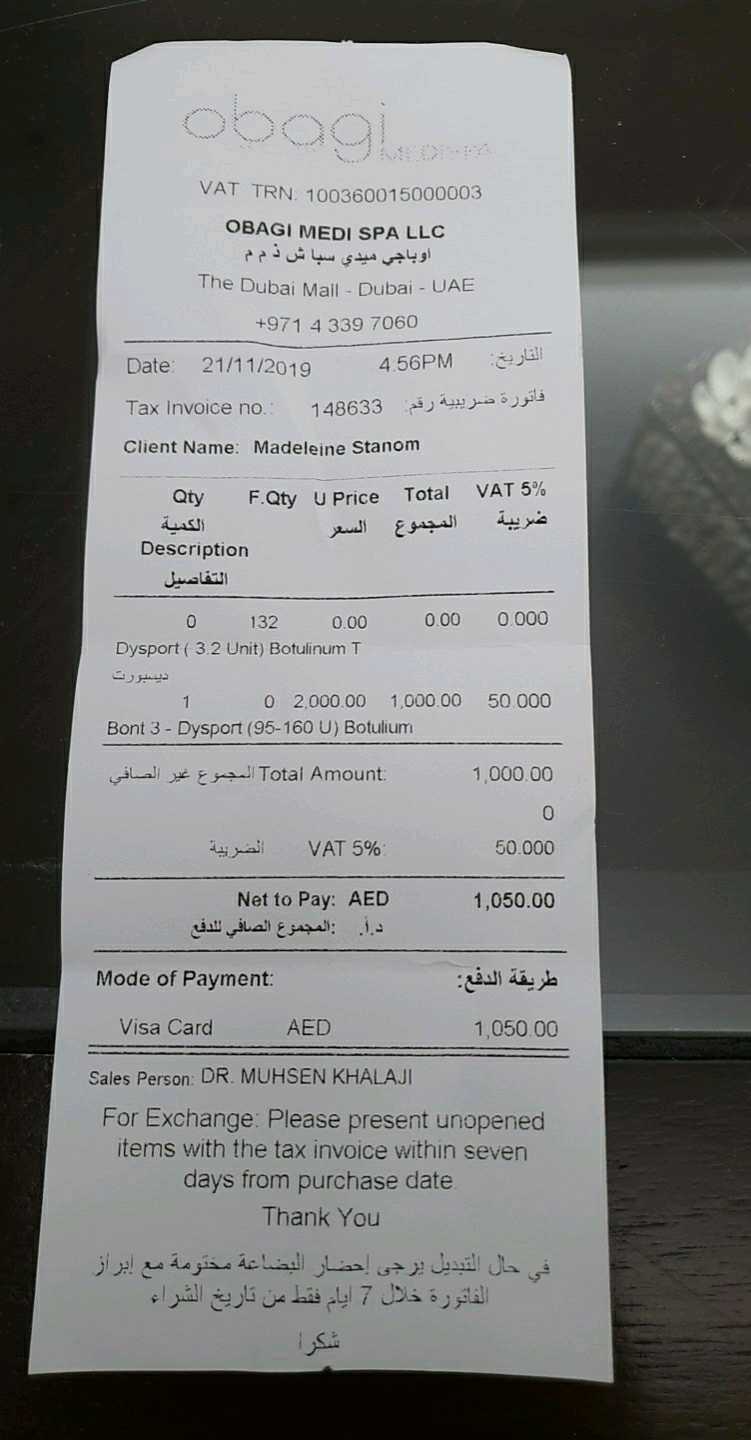 obagi
MEDISPA
VAT TRN. 100360015000003
OBAGI MEDI SPA LLC
اوباجي ميدي سبا ش ذ م م
The Dubai Mall - Dubai - UAE
+971 4 339 7060
Date: 21/11/2019 4.56PM التاريخ:
Tax Invoice no.: 148633 فاتورة ضريبية رقم:
Client Name: Madeleine Stanom
Qty F.Qty U Price Total VAT 5%
الكمية السعر المجموع ضريبة
Description
التفاصيل
0 132 0.00 0.00 0.000
Dysport ( 3.2 Unit) Botulinum T
ديسبورت
1 0 2,000.00 1,000.00 50.000
Bont 3 - Dysport (95-160 U) Botulium
المجموع غير الصافي Total Amount: 1,000.00
0
الضريبة VAT 5%: 50.000
Net to Pay: AED 1,050.00
المجموع الصافي للدفع: د.أ.
Mode of Payment: طريقة الدفع:
Visa Card AED 1,050.00
Sales Person: DR. MUHSEN KHALAJI
For Exchange: Please present unopened
items with the tax invoice within seven
days from purchase date.
Thank You
في حال التبديل يرجى إحضار البضاعة مختومة مع إبراز
الفاتورة خلال 7 ايام فقط من تاريخ الشراء
شكرا